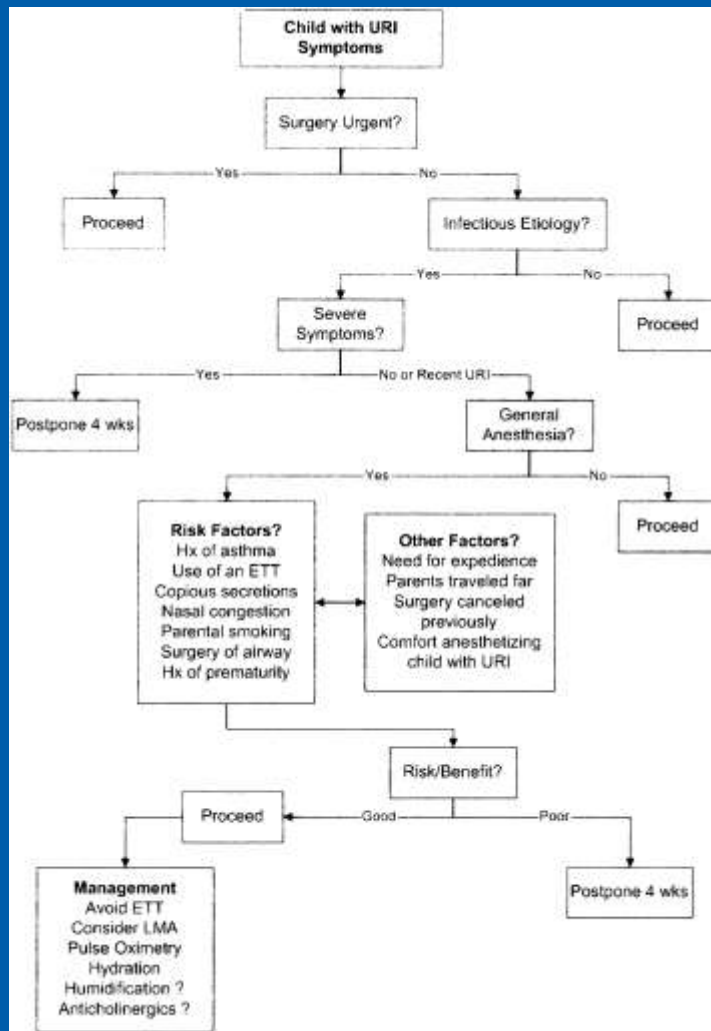 Child with URI
Symptoms
Surgery Urgent?
Yes
No
Proceed
Infectious Etiology?
Yes
No
Severe
Symptoms?
Proceed
Yes
No or Recent URI
Postpone 4 wks
General
Anesthesia?
Yes
No
Risk Factors?
Hx of asthma
Use of an ETT
Copious secretions
Nasal congestion
Parental smoking
Surgery of airway
Hx of prematurity
Other Factors?
Need for expedience
Parents traveled far
Surgery canceled
previously
Comfort anesthetizing
child with URI
Proceed
Risk/Benefit?
Proceed
Good
Poor
Management
Avoid ETT
Consider LMA
Pulse Oximetry
Hydration
Humidification ?
Anticholinergics ?
Postpone 4 wks